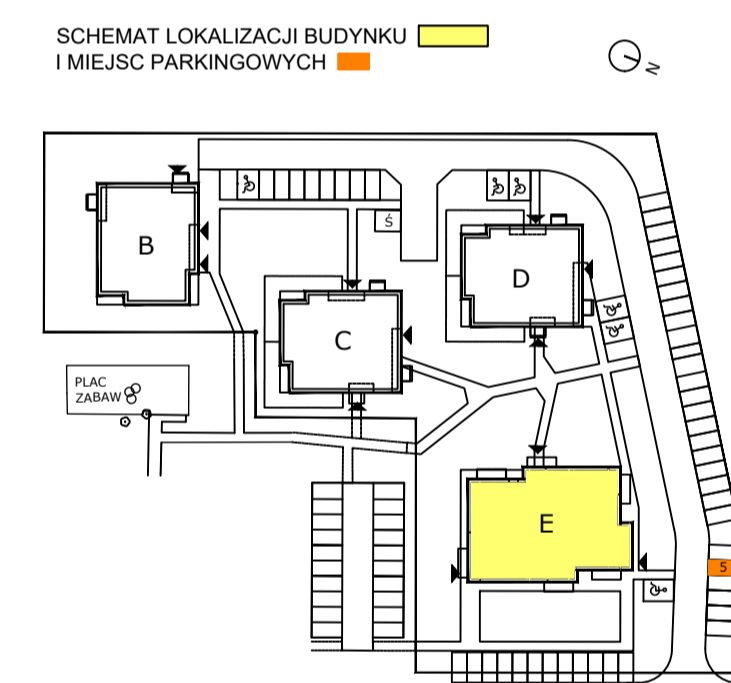 SCHEMAT LOKALIZACJI BUDYNKU
I MIEJSC PARKINGOWYCH
N
B
Ś
D
C
PLAC
ZABAW
E
5